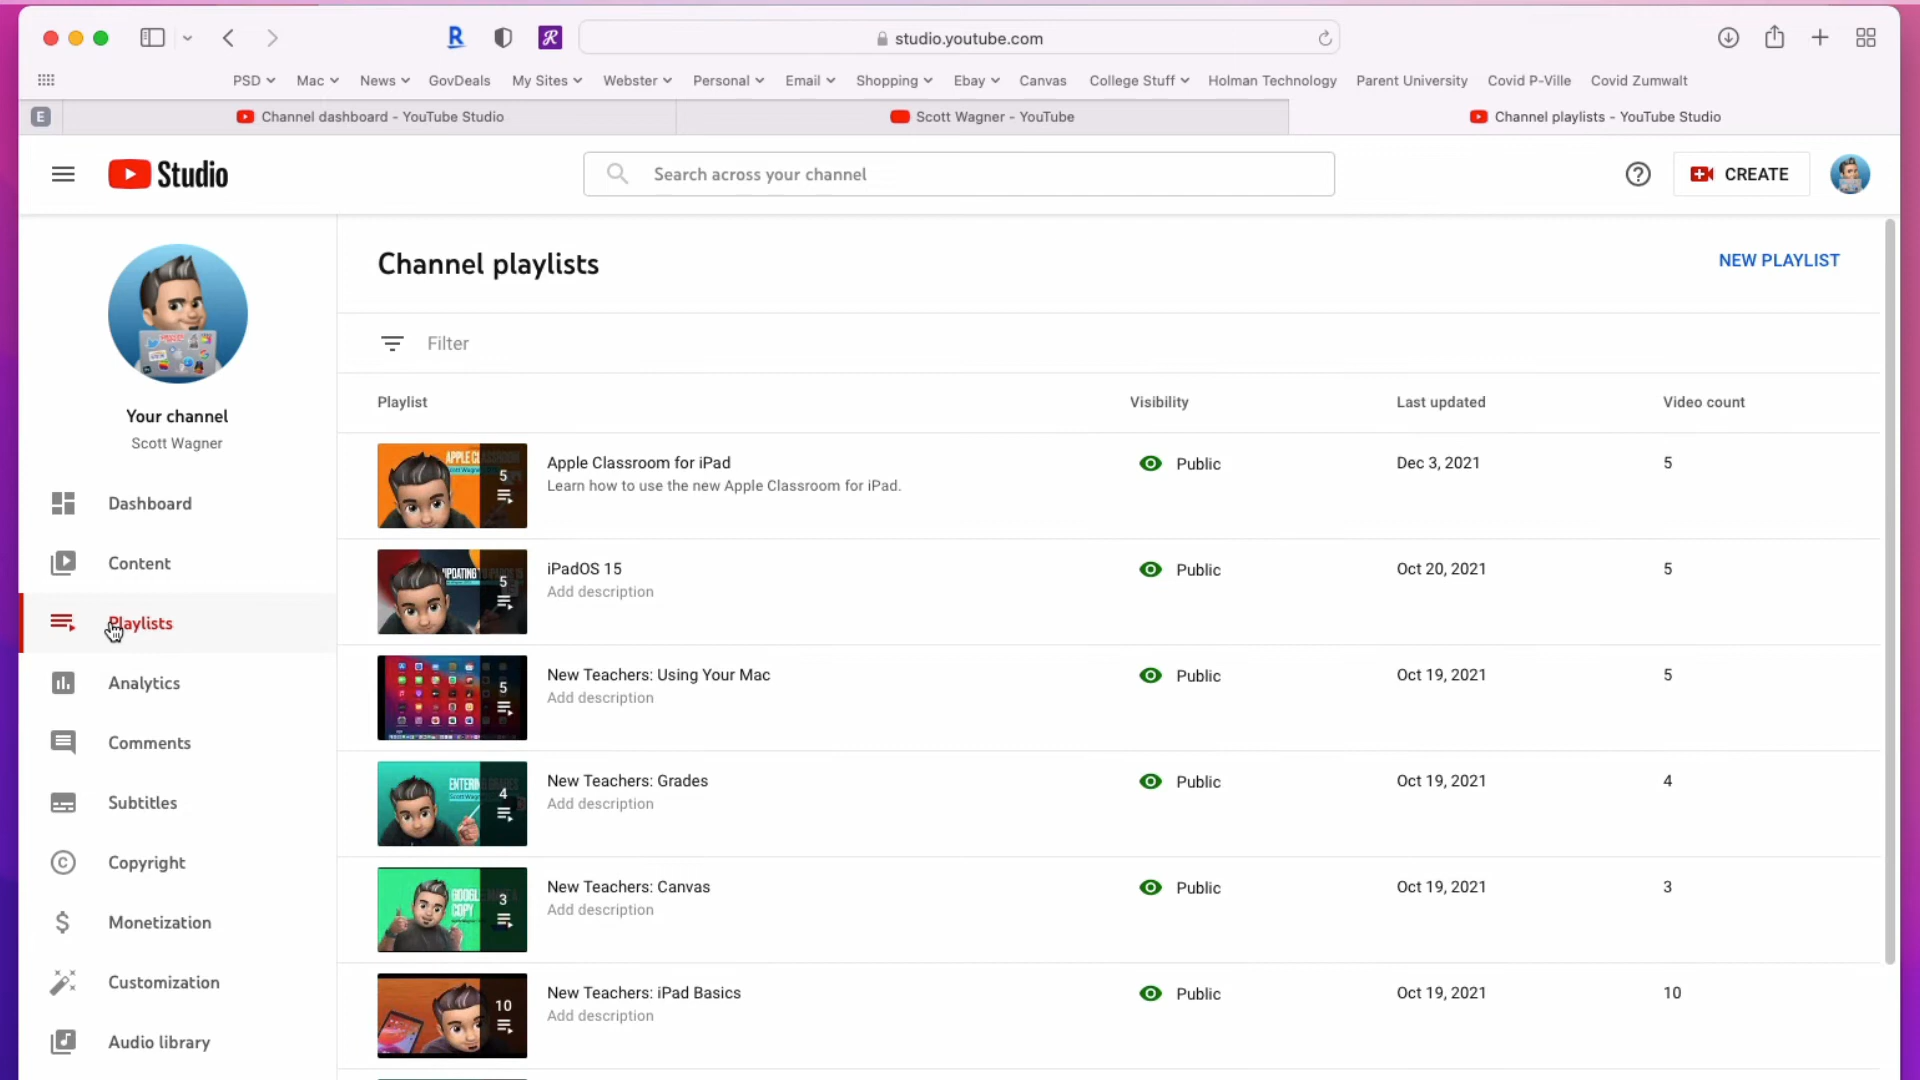 studio.youtube.com
PSD Mac News GovDeals My Sites Webster Personal Email Shopping Ebay Canvas College Stuff Holman Technology Parent University Covid P-Ville Covid Zumwalt
E Channel dashboard - YouTube Studio Scott Wagner - YouTube Channel playlists - YouTube Studio
Studio Search across your channel CREATE
Channel playlists NEW PLAYLIST
Filter
Your channel
Scott Wagner
Dashboard
Content
Playlists
Analytics
Comments
Subtitles
Copyright
Monetization
Customization
Audio library
Playlist Visibility Last updated Video count
5 Apple Classroom for iPad Public Dec 3, 2021 5
Learn how to use the new Apple Classroom for iPad.
5 iPadOS 15 Public Oct 20, 2021 5
Add description
5 New Teachers: Using Your Mac Public Oct 19, 2021 5
Add description
4 New Teachers: Grades Public Oct 19, 2021 4
Add description
3 New Teachers: Canvas Public Oct 19, 2021 3
COPY
Add description
10 New Teachers: iPad Basics Public Oct 19, 2021 10
Add description